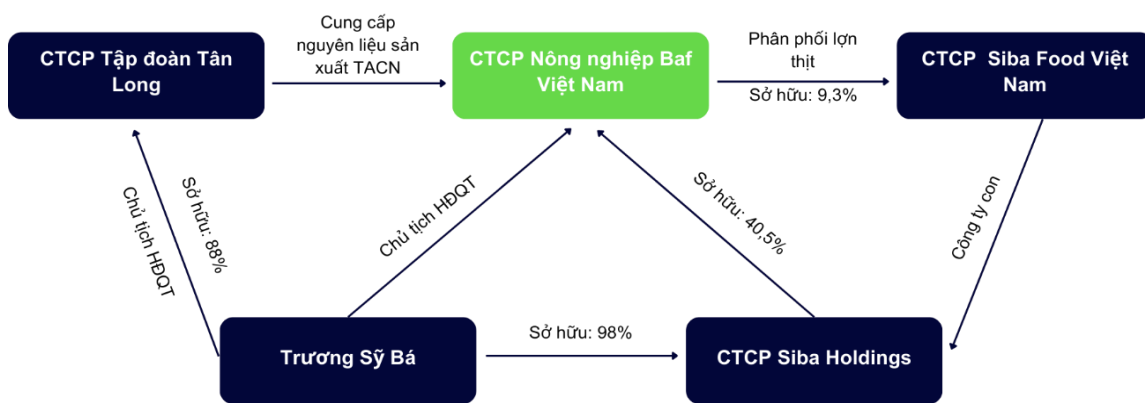 CTCP Tập đoàn Tân
Long
Cung cấp
nguyên liệu sản
xuất TACN
CTCP Nông nghiệp Baf
Việt Nam
Phân phối lợn
thịt
Sở hữu: 9,3%
CTCP  Siba Food Việt
Nam
Chủ tịch HĐQT
Sở hữu: 88%
Chủ tịch HĐQT
Sở hữu: 40,5%
Công ty con
Trương Sỹ Bá
Sở hữu: 98%
CTCP Siba Holdings